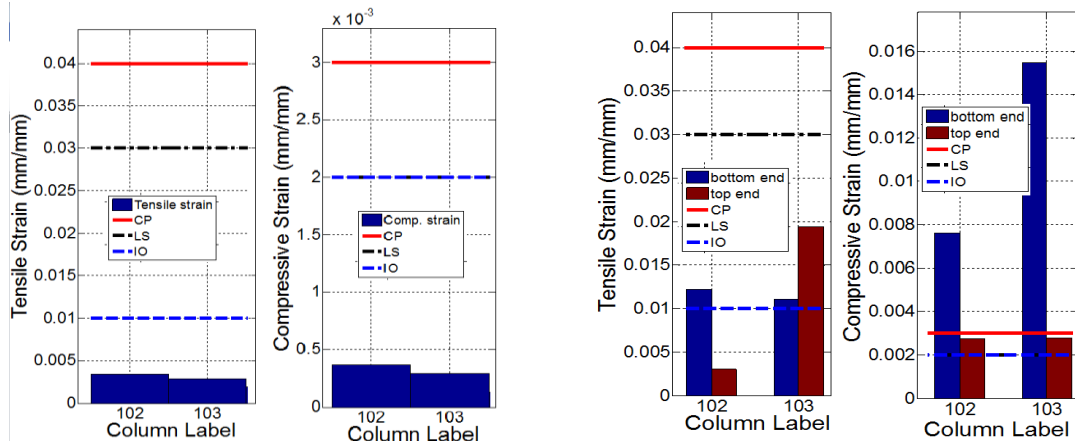 Tensile Strain (mm/mm)
0.04
0.035
0.03
0.025
0.02
0.015
0.01
0.005
0
Tensile strain
CP
LS
IO
102 103
Column Label
x 10-3
Compressive Strain (mm/mm)
3
2.5
2
1.5
1
0.5
0
Comp. strain
CP
LS
IO
102 103
Column Label
Tensile Strain (mm/mm)
0.04
0.035
0.03
0.025
0.02
0.015
0.01
0.005
0
bottom end
top end
CP
LS
IO
102 103
Column Label
Compressive Strain (mm/mm)
0.016
0.014
0.012
0.01
0.008
0.006
0.004
0.002
0
bottom end
top end
CP
LS
IO
102 103
Column Label